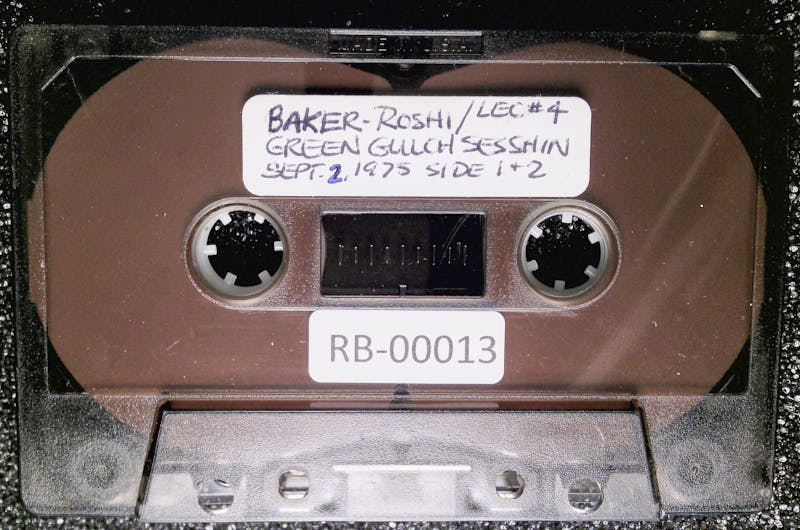 MADE IN U.S.A.
BAKER-ROSHI/LEC #4
GREEN GULCH SESSHIN
SEPT. 2, 1975 SIDE 1+2
RB-00013